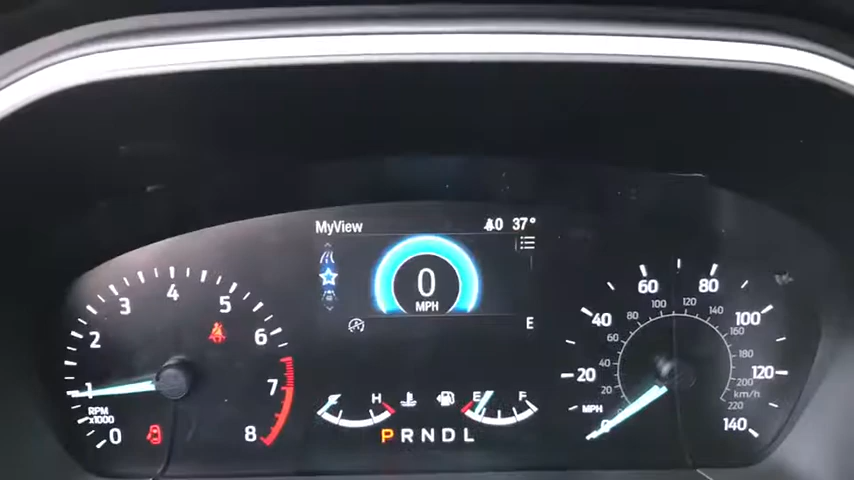 MyView
0 37°
0
MPH
E
0 1 2 3 4 5 6 7 8
RPM
x1000
C H
E F
PRNDL
0 20 40 60 80 100 120 140
MPH
20 40 60 80 100 120 140 160 180 200 220
km/h